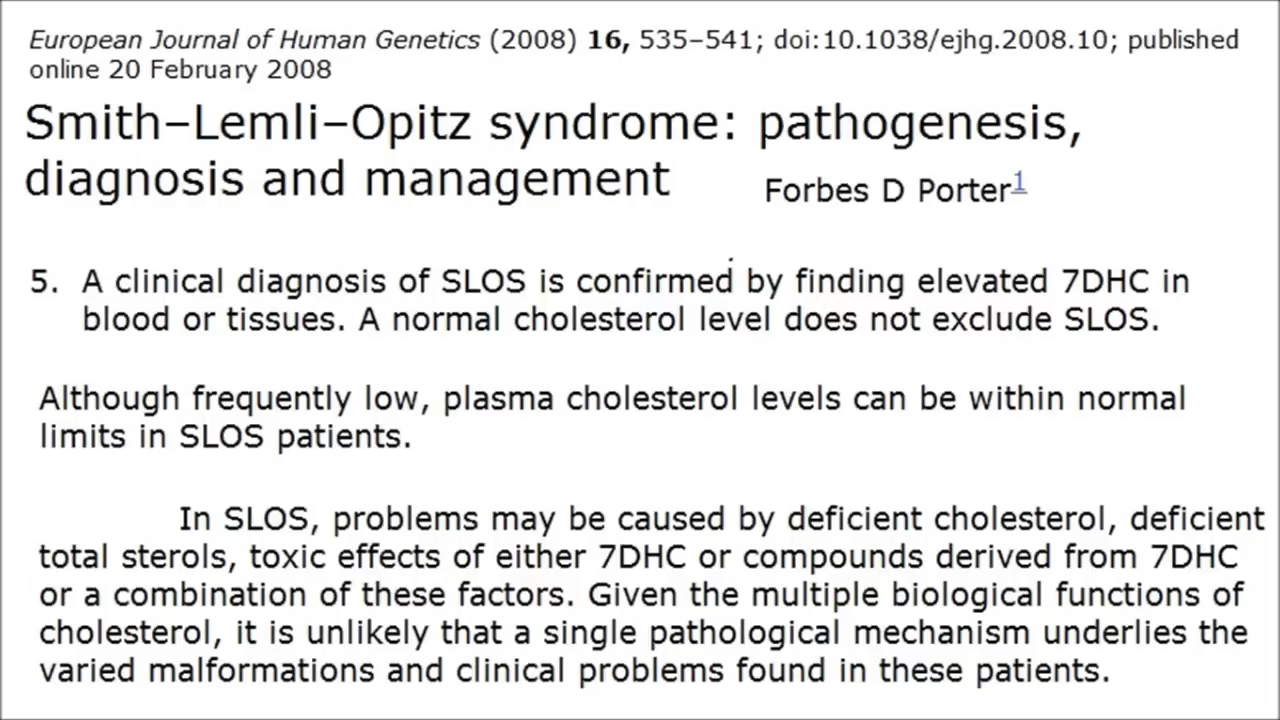 European Journal of Human Genetics (2008) 16, 535–541; doi:10.1038/ejhg.2008.10; published
online 20 February 2008
Smith–Lemli–Opitz syndrome: pathogenesis,
diagnosis and management
Forbes D Porter1
5. A clinical diagnosis of SLOS is confirmed by finding elevated 7DHC in
blood or tissues. A normal cholesterol level does not exclude SLOS.
Although frequently low, plasma cholesterol levels can be within normal
limits in SLOS patients.
In SLOS, problems may be caused by deficient cholesterol, deficient
total sterols, toxic effects of either 7DHC or compounds derived from 7DHC
or a combination of these factors. Given the multiple biological functions of
cholesterol, it is unlikely that a single pathological mechanism underlies the
varied malformations and clinical problems found in these patients.